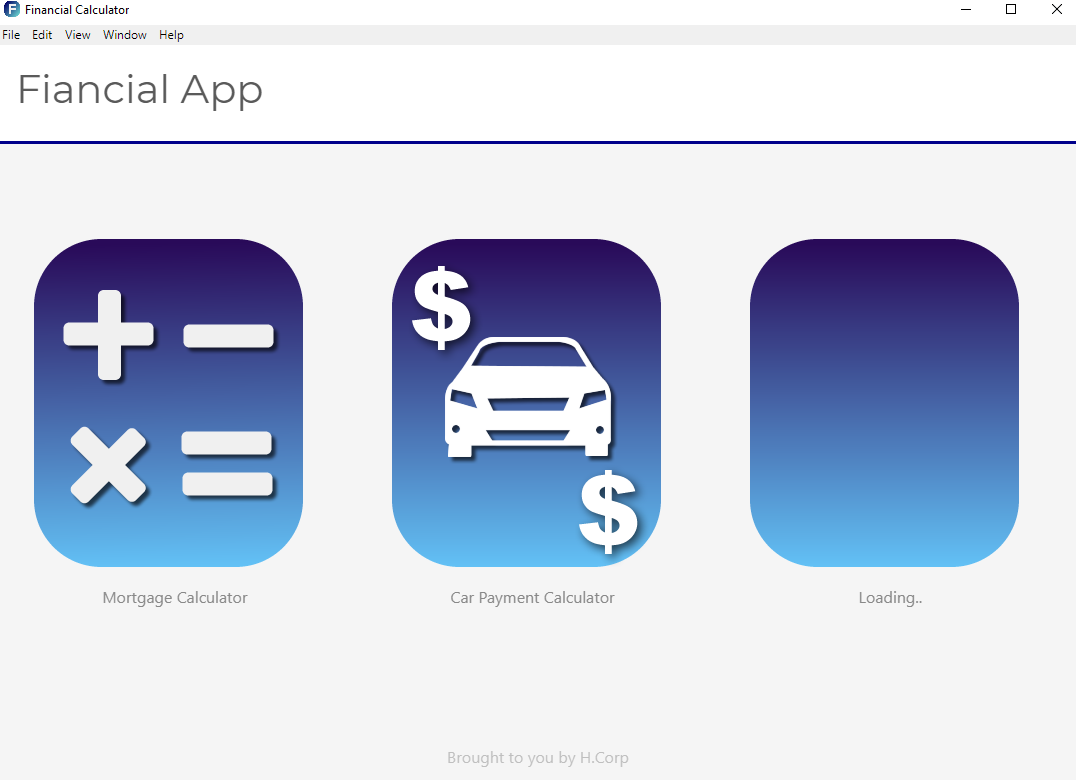 F Financial Calculator
File Edit View Window Help
Fiancial App
$
$
Mortgage Calculator Car Payment Calculator Loading..
Brought to you by H.Corp